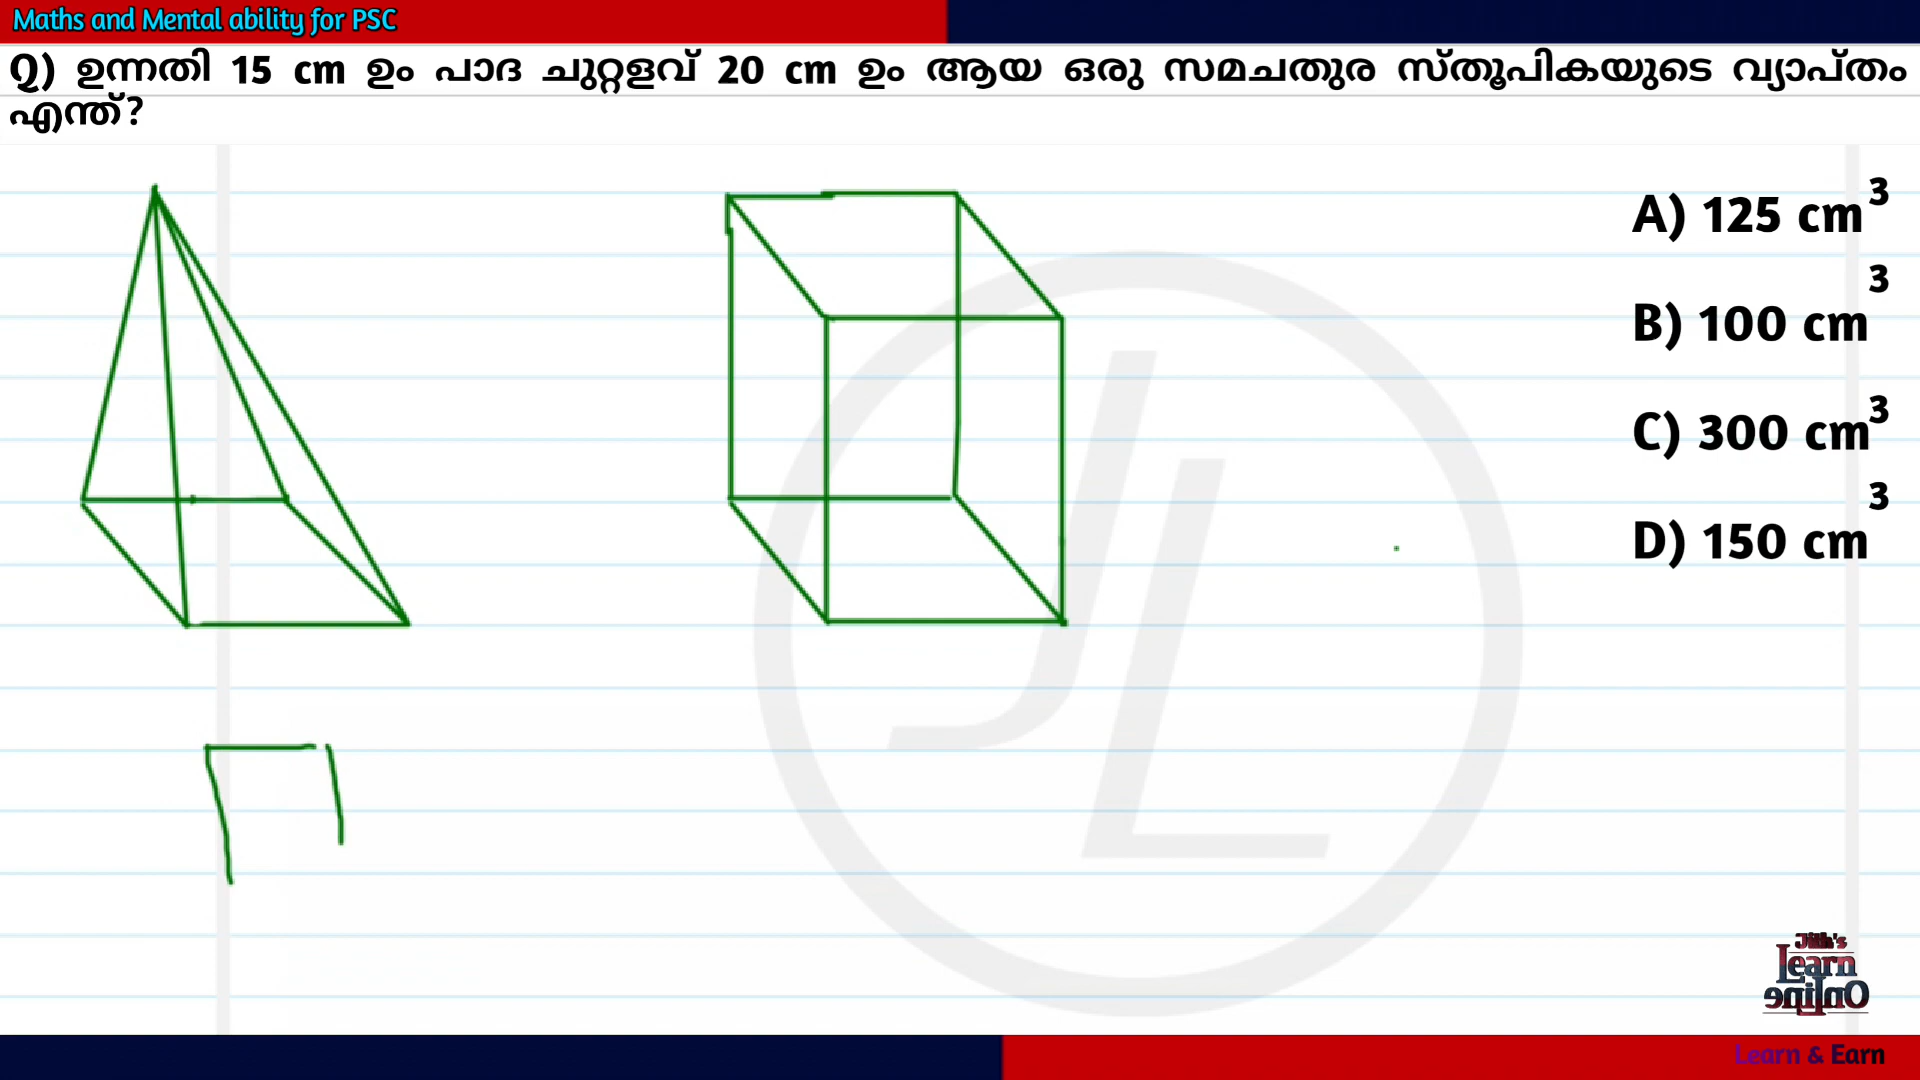 Maths and Mental ability for PSC
Q) ഉന്നതി 15 cm ഉം പാദ ചുറ്റളവ് 20 cm ഉം ആയ ഒരു സമചതുര സ്തൂപികയുടെ വ്യാപ്തം
എന്ത്?
A) 125 cm³
B) 100 cm³
C) 300 cm³
D) 150 cm³
JL
Jith's
Learn
Online
Learn & Earn